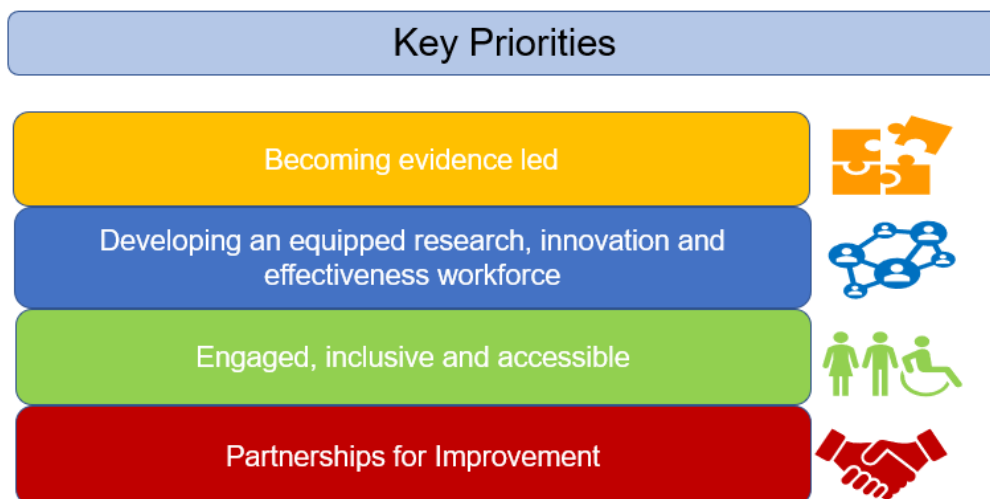 Key Priorities
Becoming evidence led
Developing an equipped research, innovation and
effectiveness workforce
Engaged, inclusive and accessible
Partnerships for Improvement